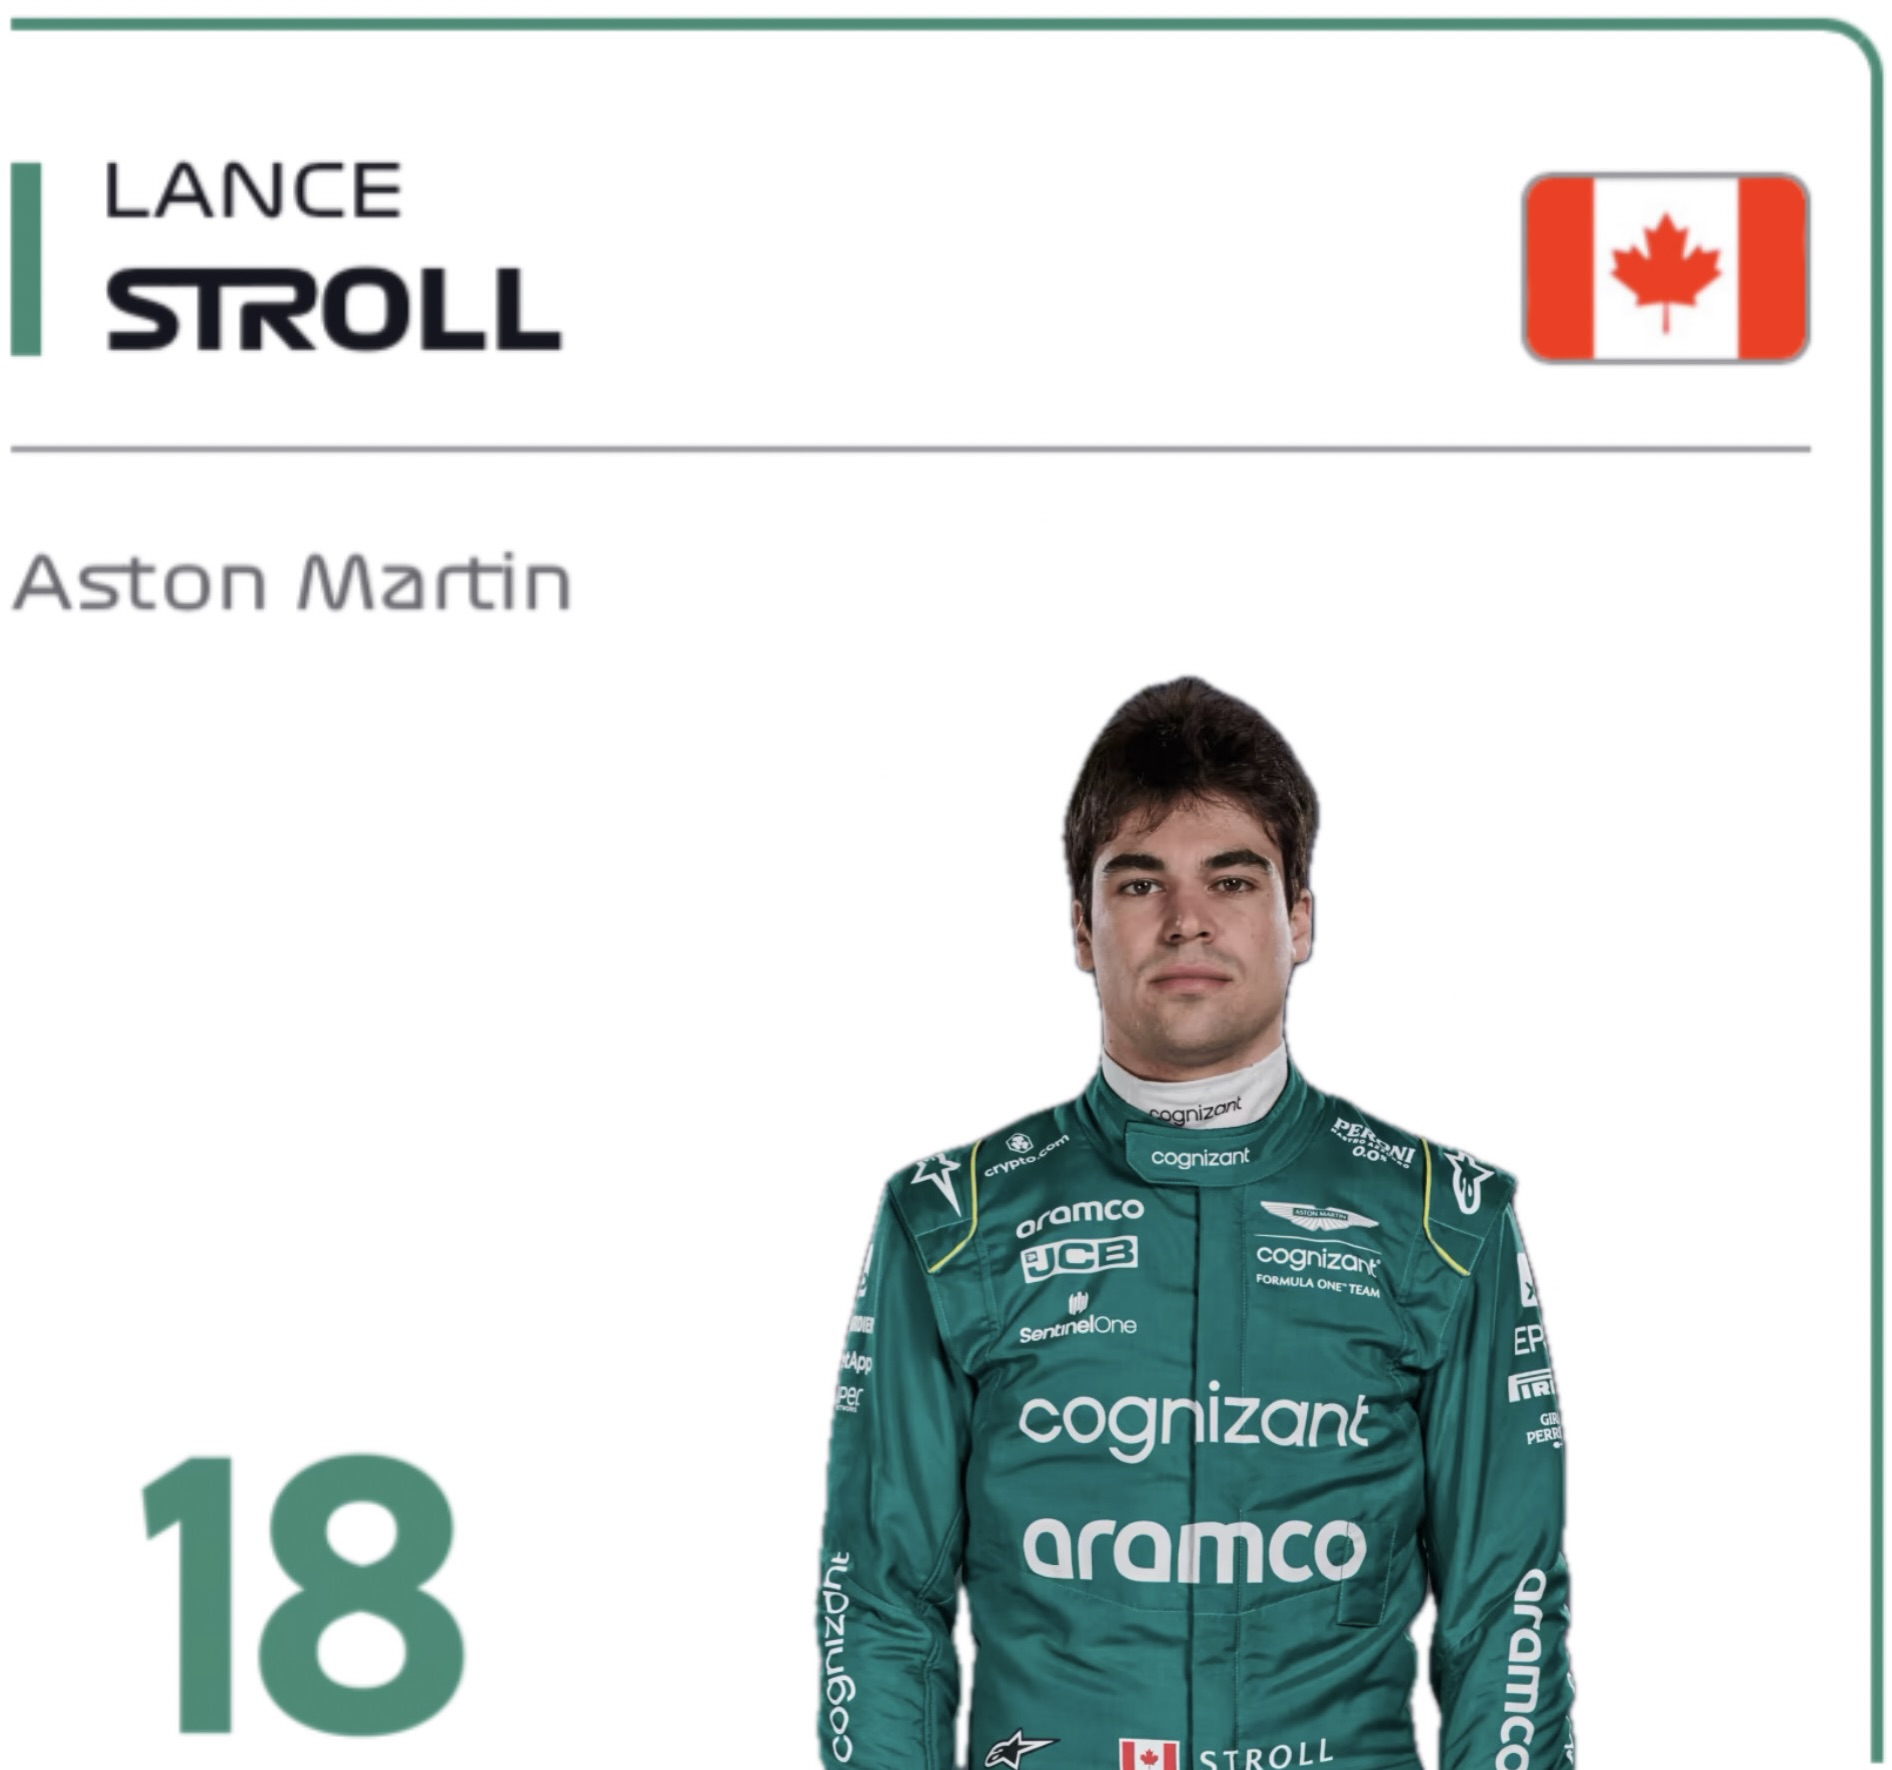 LANCE
STROLL
Aston Martin
cognizant
crypto.com
PERONI
0.0%
cognizant
aramco
ASTON MARTIN
JCB
cognizant
FORMULA ONE™ TEAM
SentinelOne
cognizant
aramco
18
cognizant
aramco
STROLL